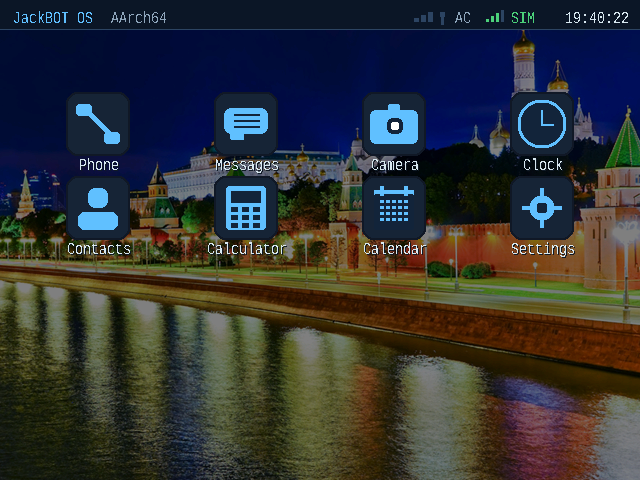 JackBOT OS AArch64 AC SIM 19:40:22
Phone Messages Camera Clock
Contacts Calculator Calendar Settings